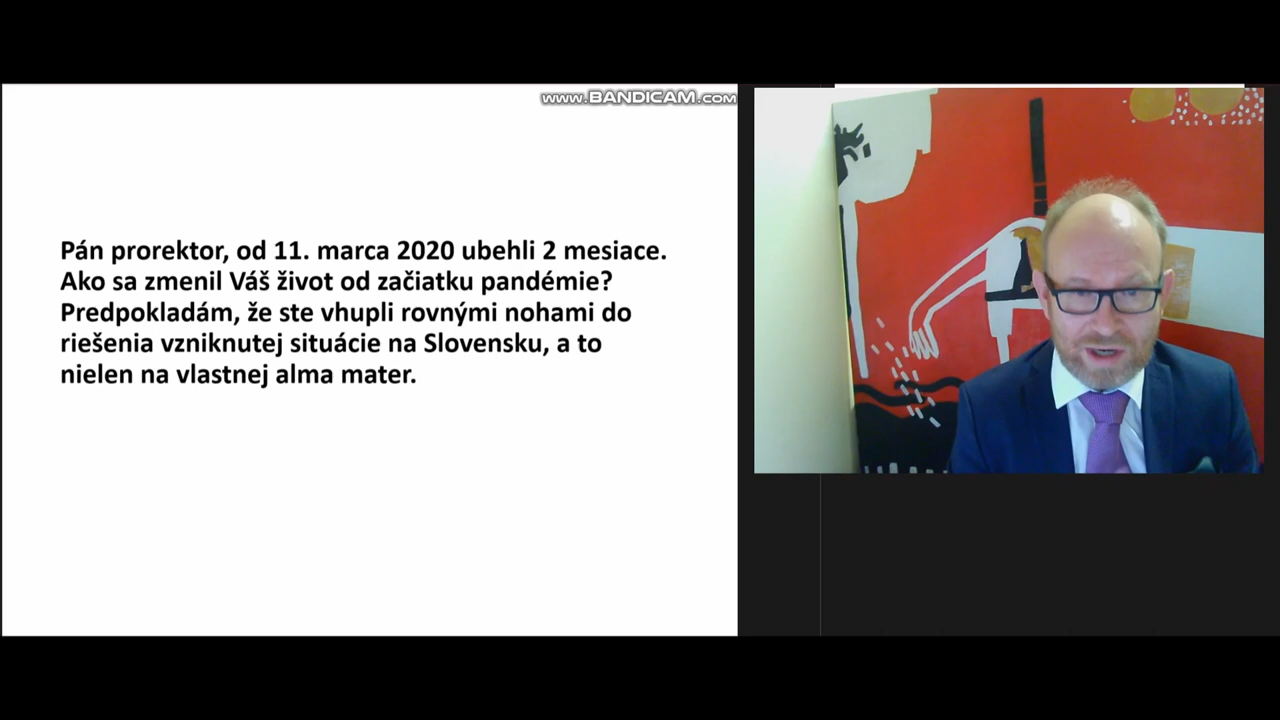 www.BANDICAM.com
Pán prorektor, od 11. marca 2020 ubehli 2 mesiace.
Ako sa zmenil Váš život od začiatku pandémie?
Predpokladám, že ste vhupli rovnými nohami do
riešenia vzniknutej situácie na Slovensku, a to
nielen na vlastnej alma mater.